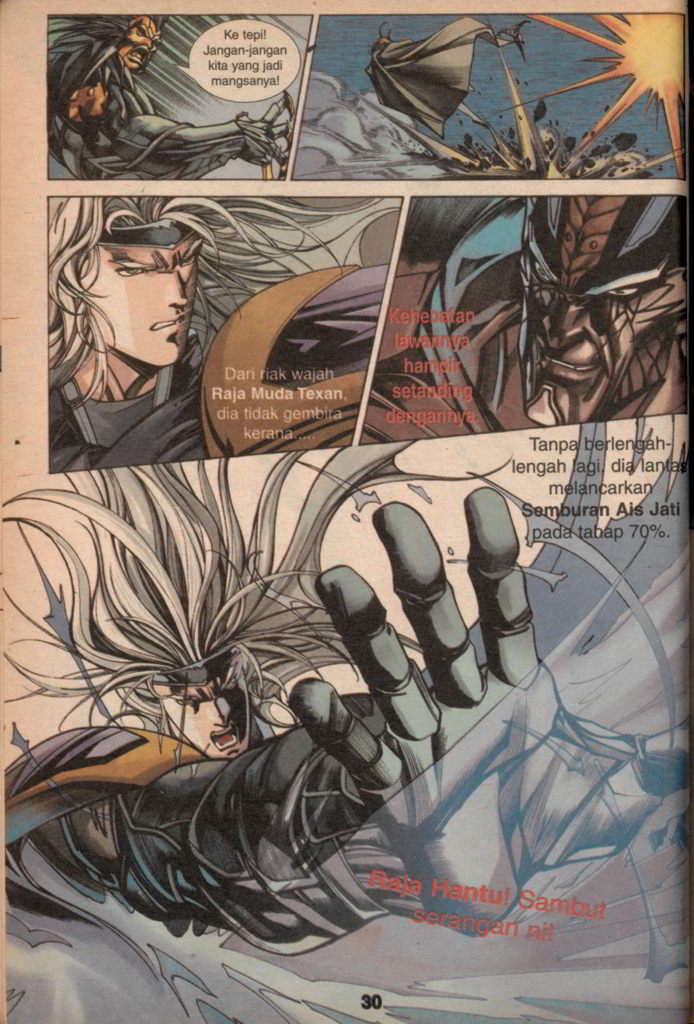 Ke tepi!
Jangan-jangan
kita yang jadi
mangsanya!
Dari riak wajah
Raja Muda Texan,
dia tidak gembira
kerana.....
Kehebatan
lawannya
hampir
setanding
dengannya.
Tanpa berlengah-
lengah lagi, dia lantas
melancarkan
Semburan Ais Jati
pada tahap 70%.
Raja Hantu! Sambut
serangan ni!
30